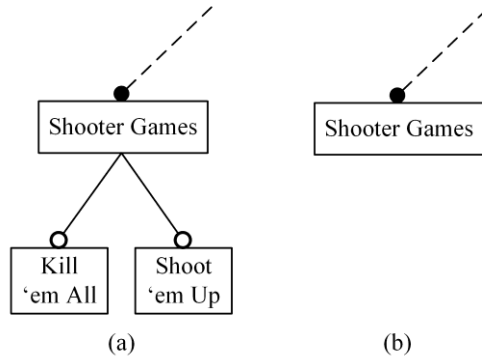 Shooter Games
Shooter Games
Kill
‘em All
Shoot
‘em Up
(a)
(b)